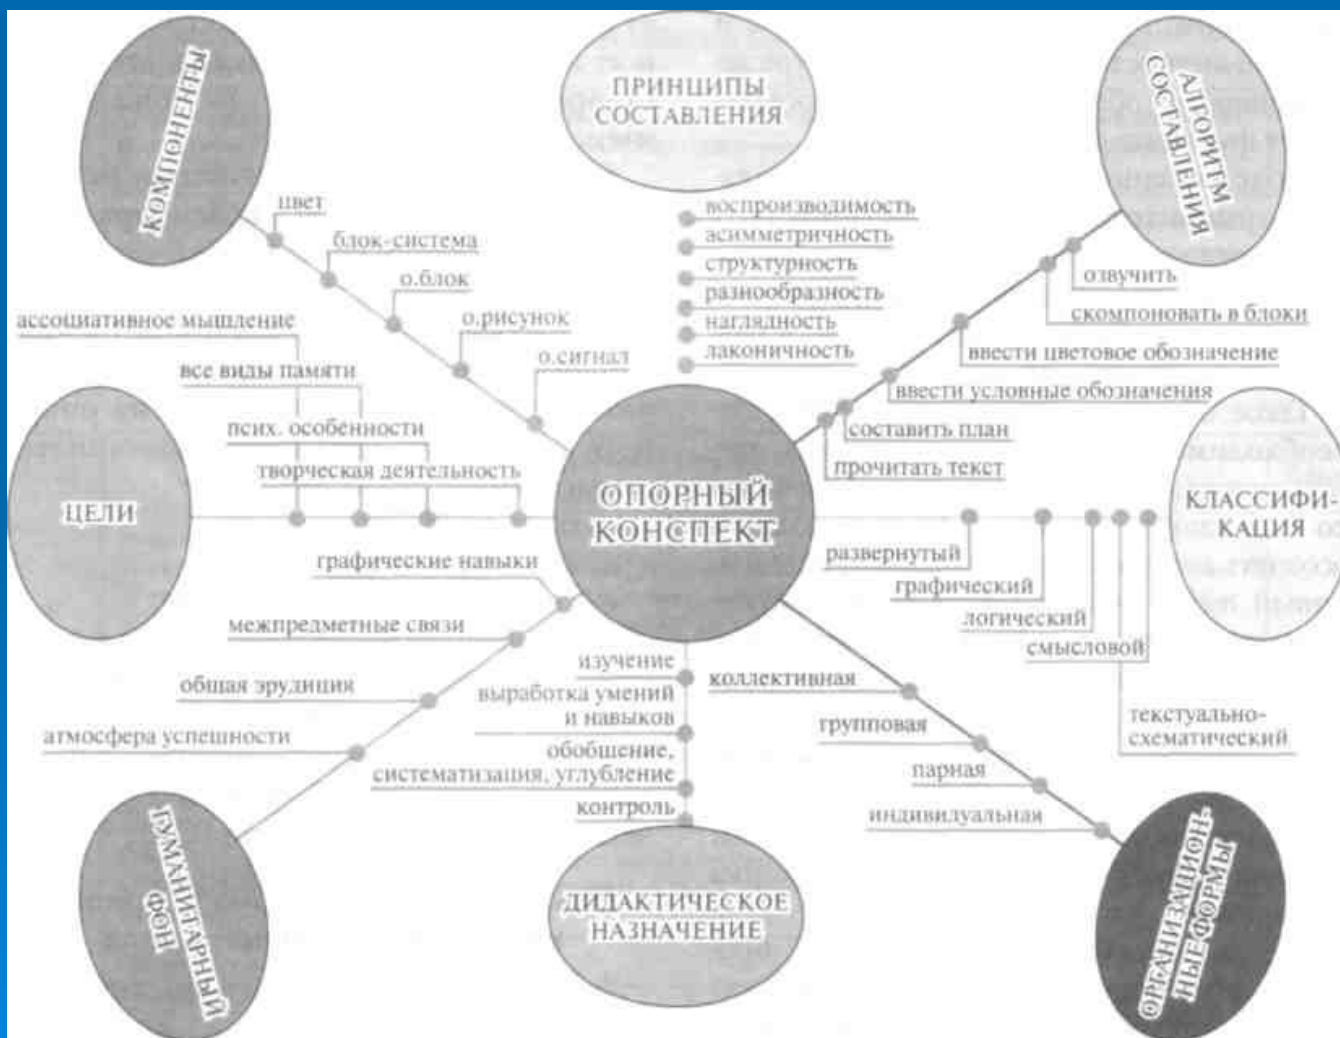 КОМПОНЕНТЫ
цвет
блок-система
о.блок
о.рисунок
о.сигнал
ПРИНЦИПЫ
СОСТАВЛЕНИЯ
воспроизводимость
асимметричность
структурность
разнообразность
наглядность
лаконичность
АЛГОРИТМ
СОСТАВЛЕНИЯ
озвучить
скомпоновать в блоки
ввести цветовое обозначение
ввести условные обозначения
составить план
прочитать текст
ассоциативное мышление
все виды памяти
псих. особенности
творческая деятельность
ЦЕЛИ
ОПОРНЫЙ
КОНСПЕКТ
КЛАССИФИ-
КАЦИЯ
развернутый
графический
логический
смысловой
текстуально-
схематический
графические навыки
межпредметные связи
общая эрудиция
атмосфера успешности
ГУМАНИТАРНЫЙ
ФОН
изучение
выработка умений
и навыков
обобщение,
систематизация, углубление
контроль
ДИДАКТИЧЕСКОЕ
НАЗНАЧЕНИЕ
коллективная
групповая
парная
индивидуальная
ОРГАНИЗАЦИОН-
НЫЕ ФОРМЫ